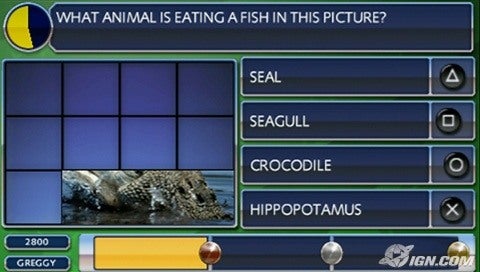 WHAT ANIMAL IS EATING A FISH IN THIS PICTURE?
SEAL
SEAGULL
CROCODILE
HIPPOPOTAMUS
2800
GREGGY
IGN.COM